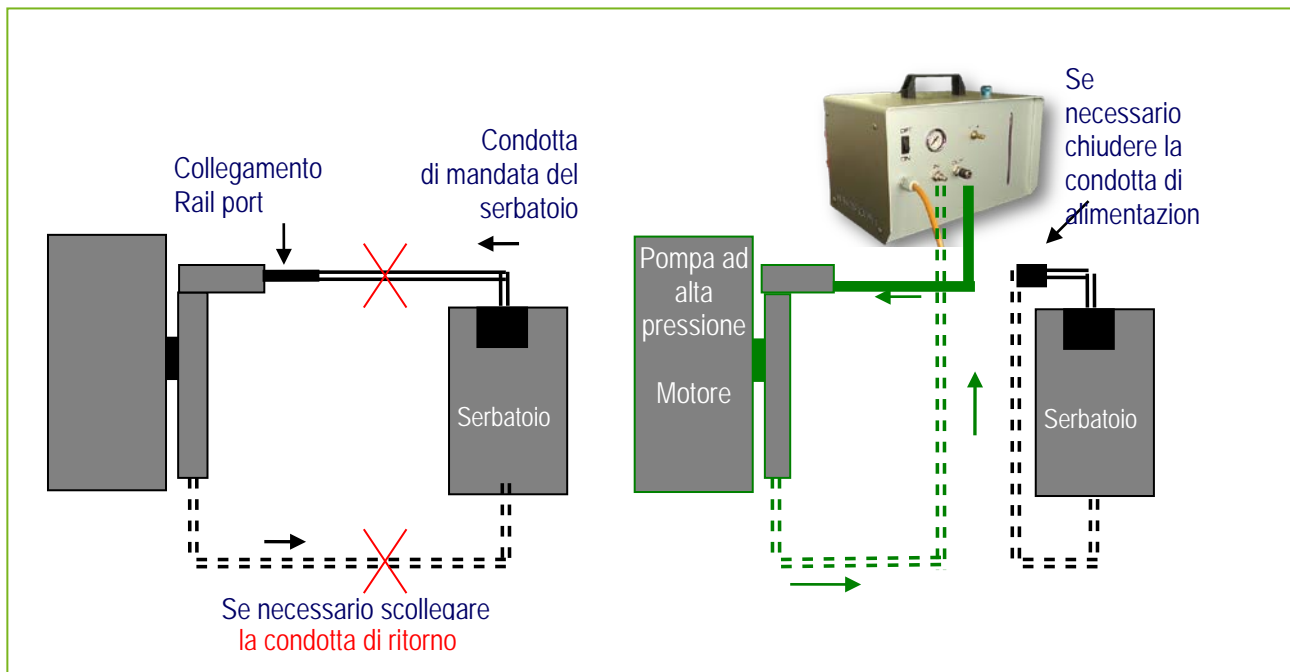 Collegamento
Rail port
Condotta
di mandata del
serbatoio
Serbatoio
Se necessario scollegare
la condotta di ritorno
Se
necessario
chiudere la
condotta di
alimentazion
Pompa ad
alta
pressione
Motore
Serbatoio